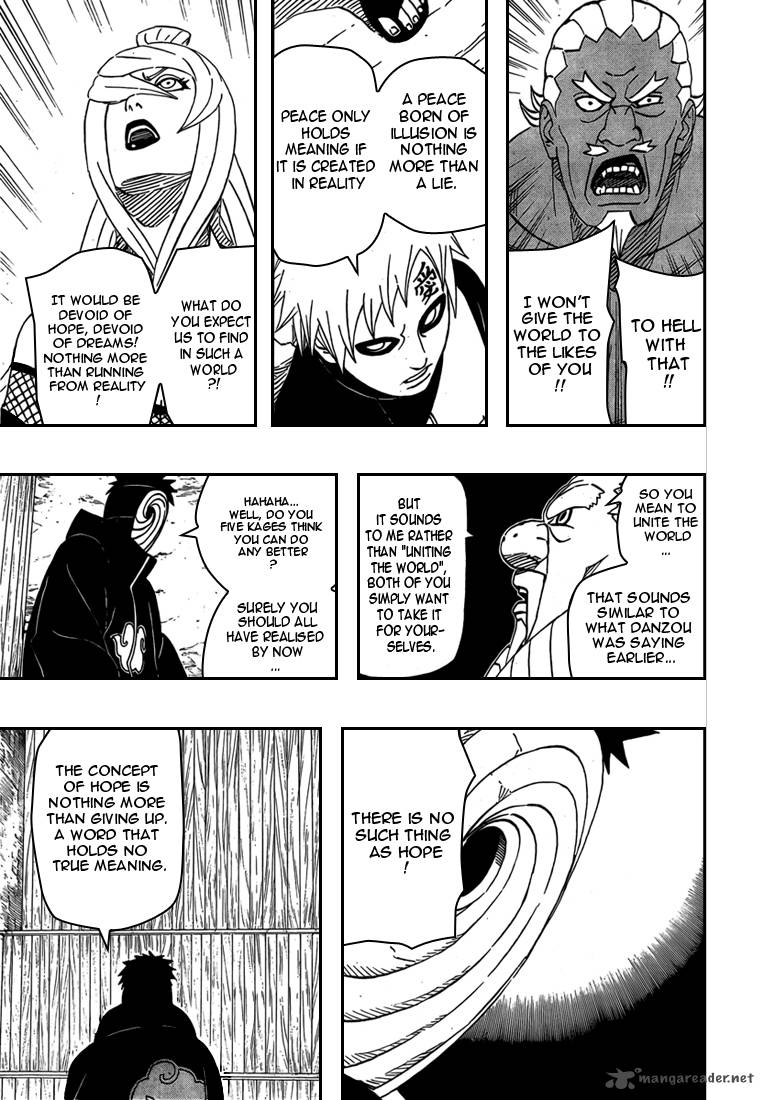 TO HELL
WITH
THAT
!!
I WON'T
GIVE THE
WORLD TO
THE LIKES
OF YOU
!!
A PEACE
BORN OF
ILLUSION IS
NOTHING
MORE THAN
A LIE.
PEACE ONLY
HOLDS
MEANING IF
IT IS CREATED
IN REALITY
愛
WHAT DO
YOU EXPECT
US TO FIND
IN SUCH A
WORLD
?!
IT WOULD BE
DEVOID OF
HOPE, DEVOID
OF DREAMS!
NOTHING MORE
THAN RUNNING
FROM REALITY
!
SO YOU
MEAN TO
UNITE THE
WORLD
...
THAT SOUNDS
SIMILAR TO
WHAT DANZOU
WAS SAYING
EARLIER...
BUT
IT SOUNDS
TO ME RATHER
THAN "UNITING
THE WORLD",
BOTH OF YOU
SIMPLY WANT
TO TAKE IT
FOR YOUR-
SELVES.
HAHAHA...
WELL, DO YOU
FIVE KAGES THINK
YOU CAN DO
ANY BETTER
?
SURELY YOU
SHOULD ALL
HAVE REALISED
BY NOW
...
THERE IS NO
SUCH THING
AS HOPE
!
THE CONCEPT
OF HOPE IS
NOTHING MORE
THAN GIVING UP.
A WORD THAT
HOLDS NO
TRUE MEANING.
mangareader.net